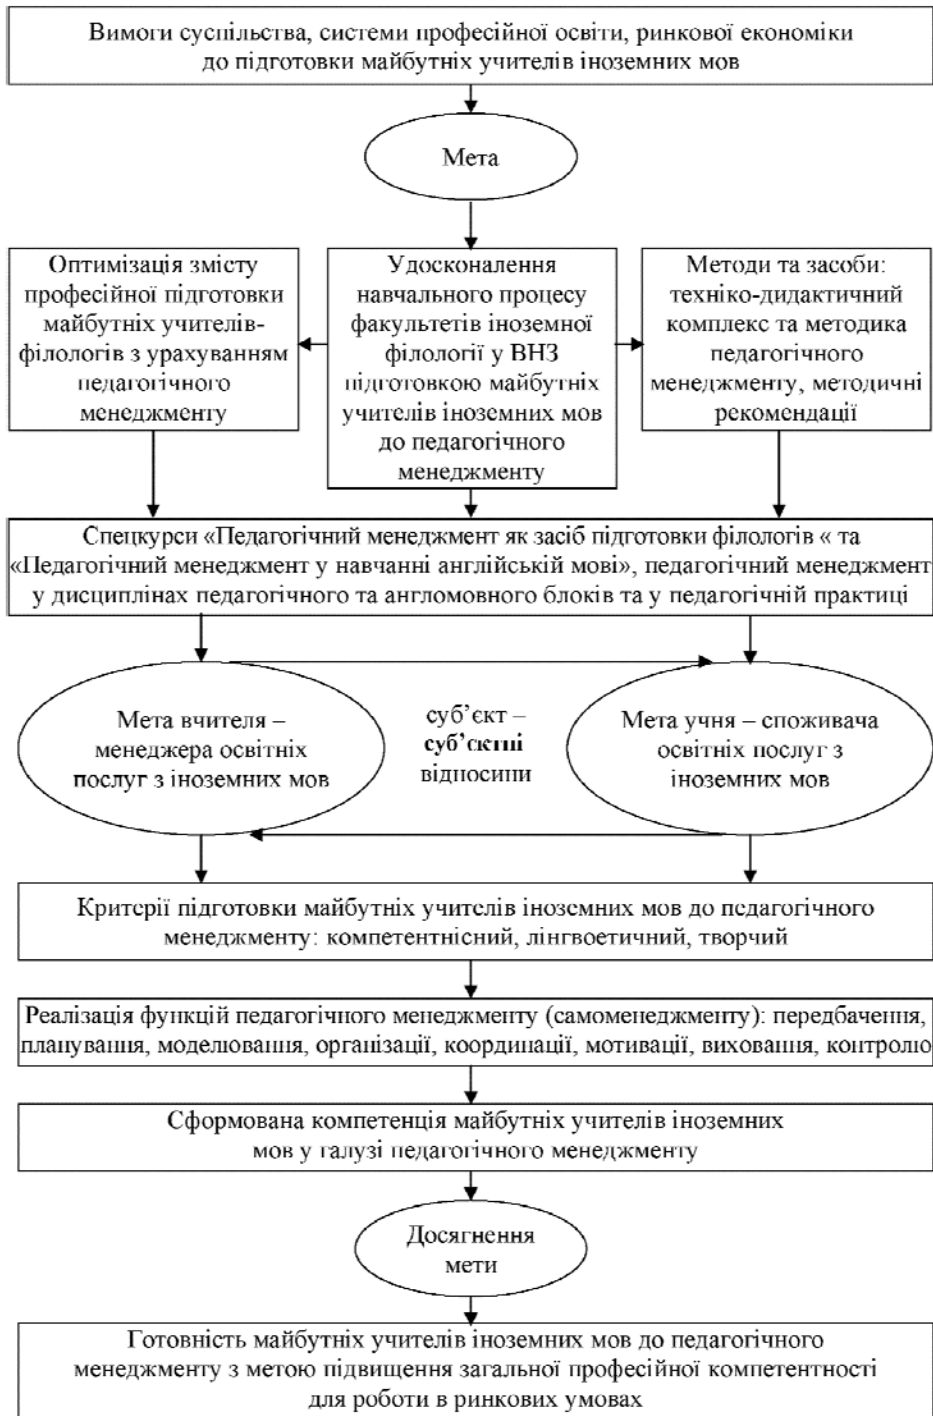 Вимоги суспільства, системи професійної освіти, ринкової економіки
до підготовки майбутніх учителів іноземних мов
Мета
Оптимізація змісту
професійної підготовки
майбутніх учителів-
філологів з урахуванням
педагогічного
менеджменту
Удосконалення
навчального процесу
факультетів іноземної
філології у ВНЗ
підготовкою майбутніх
учителів іноземних мов
до педагогічного
менеджменту
Методи та засоби:
техніко-дидактичний
комплекс та методика
педагогічного
менеджменту, методичні
рекомендації
Спецкурси «Педагогічний менеджмент як засіб підготовки філологів « та
«Педагогічний менеджмент у навчанні англійській мові», педагогічний менеджмент
у дисциплінах педагогічного та англомовного блоків та у педагогічній практиці
Мета вчителя –
менеджера освітніх
послуг з іноземних мов
суб’єкт –
суб’єктні
відносини
Мета учня – споживача
освітніх послуг з
іноземних мов
Критерії підготовки майбутніх учителів іноземних мов до педагогічного
менеджменту: компетентнісний, лінгвоетичний, творчий
Реалізація функцій педагогічного менеджменту (самоменеджменту): передбачення,
планування, моделювання, організації, координації, мотивації, виховання, контролю
Сформована компетенція майбутніх учителів іноземних
мов у галузі педагогічного менеджменту
Досягнення
мети
Готовність майбутніх учителів іноземних мов до педагогічного
менеджменту з метою підвищення загальної професійної компетентності
для роботи в ринкових умовах